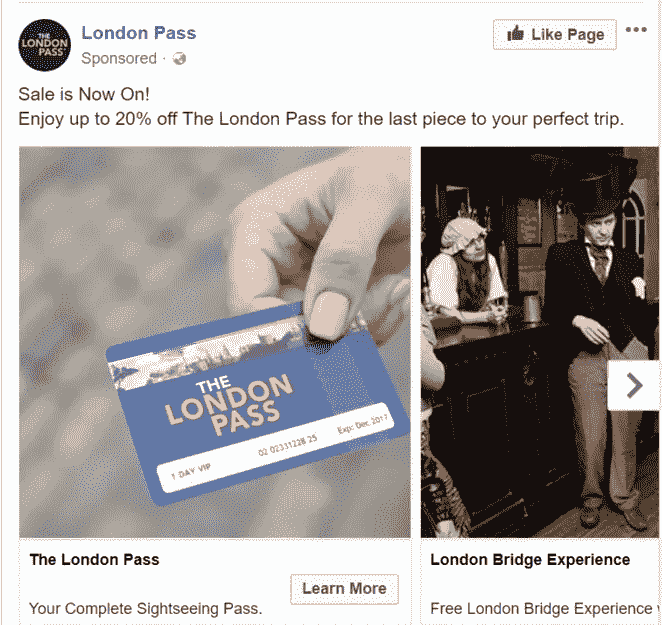 THE
LONDON
PASS
London Pass
Sponsored ·
Like Page
Sale is Now On!
Enjoy up to 20% off The London Pass for the last piece to your perfect trip.
THE
LONDON
PASS
1 DAY VIP
02 02331228 25
Exp: Dec 2017
The London Pass
Learn More
Your Complete Sightseeing Pass.
London Bridge Experience
Free London Bridge Experience